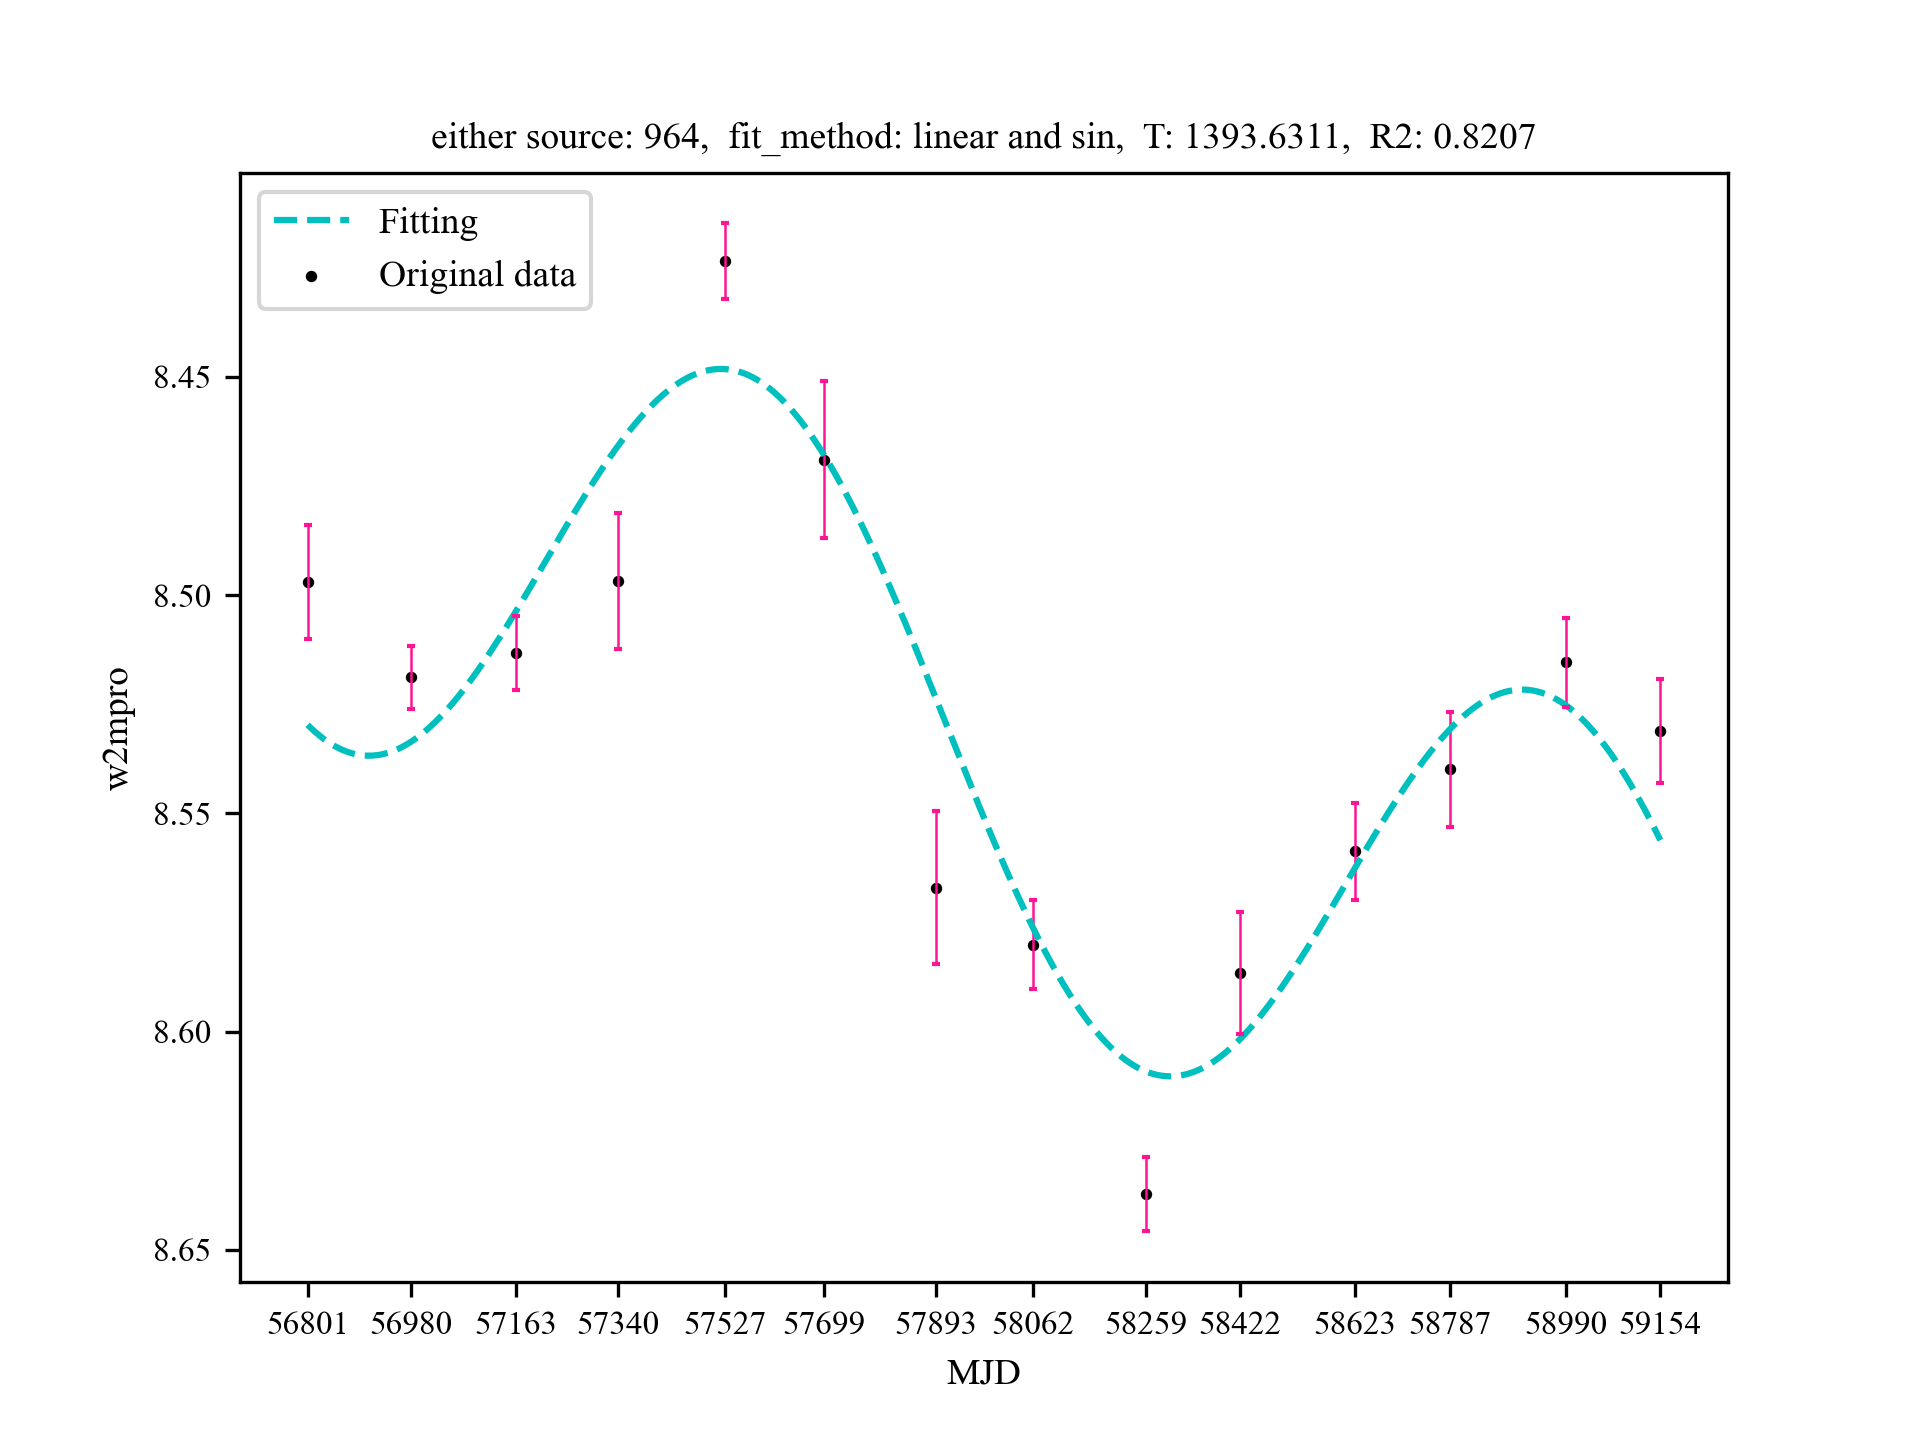 either source: 964,  fit_method: linear and sin,  T: 1393.6311,  R2: 0.8207
Fitting
Original data
8.45
8.50
8.55
8.60
8.65
w2mpro
56801 56980 57163 57340 57527 57699 57893 58062 58259 58422 58623 58787 58990 59154
MJD